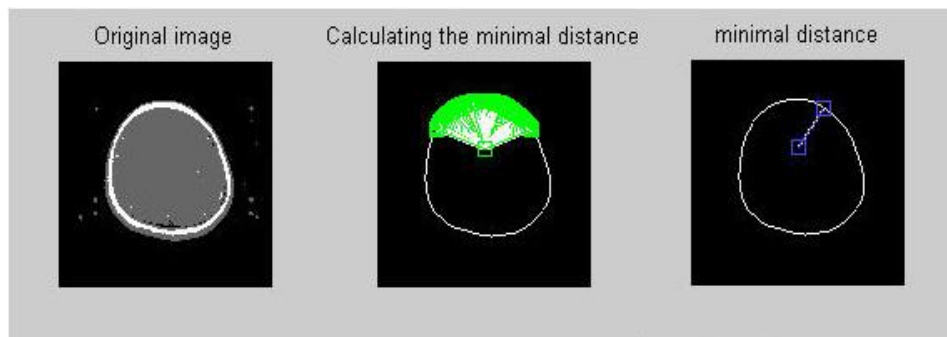 Original image
Calculating the minimal distance
minimal distance